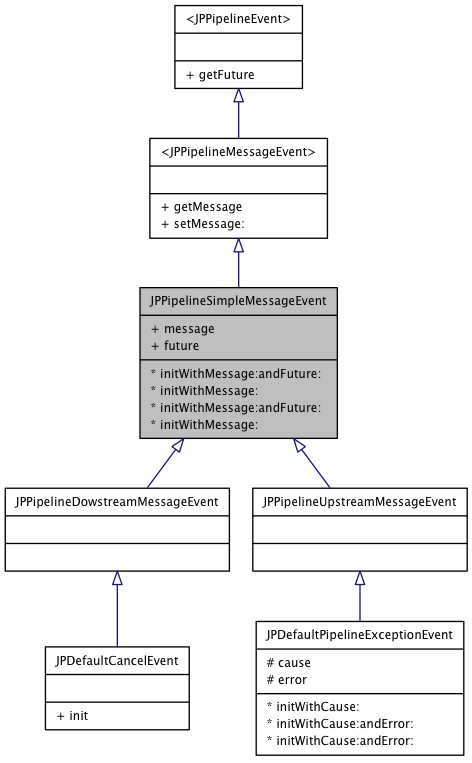 <JPPipelineEvent>
+ getFuture
<JPPipelineMessageEvent>
+ getMessage
+ setMessage:
JPPipelineSimpleMessageEvent
+ message
+ future
* initWithMessage:andFuture:
* initWithMessage:
* initWithMessage:andFuture:
* initWithMessage:
JPPipelineDowstreamMessageEvent
JPPipelineUpstreamMessageEvent
JPDefaultCancelEvent
+ init
JPDefaultPipelineExceptionEvent
# cause
# error
* initWithCause:
* initWithCause:andError:
* initWithCause:andError: